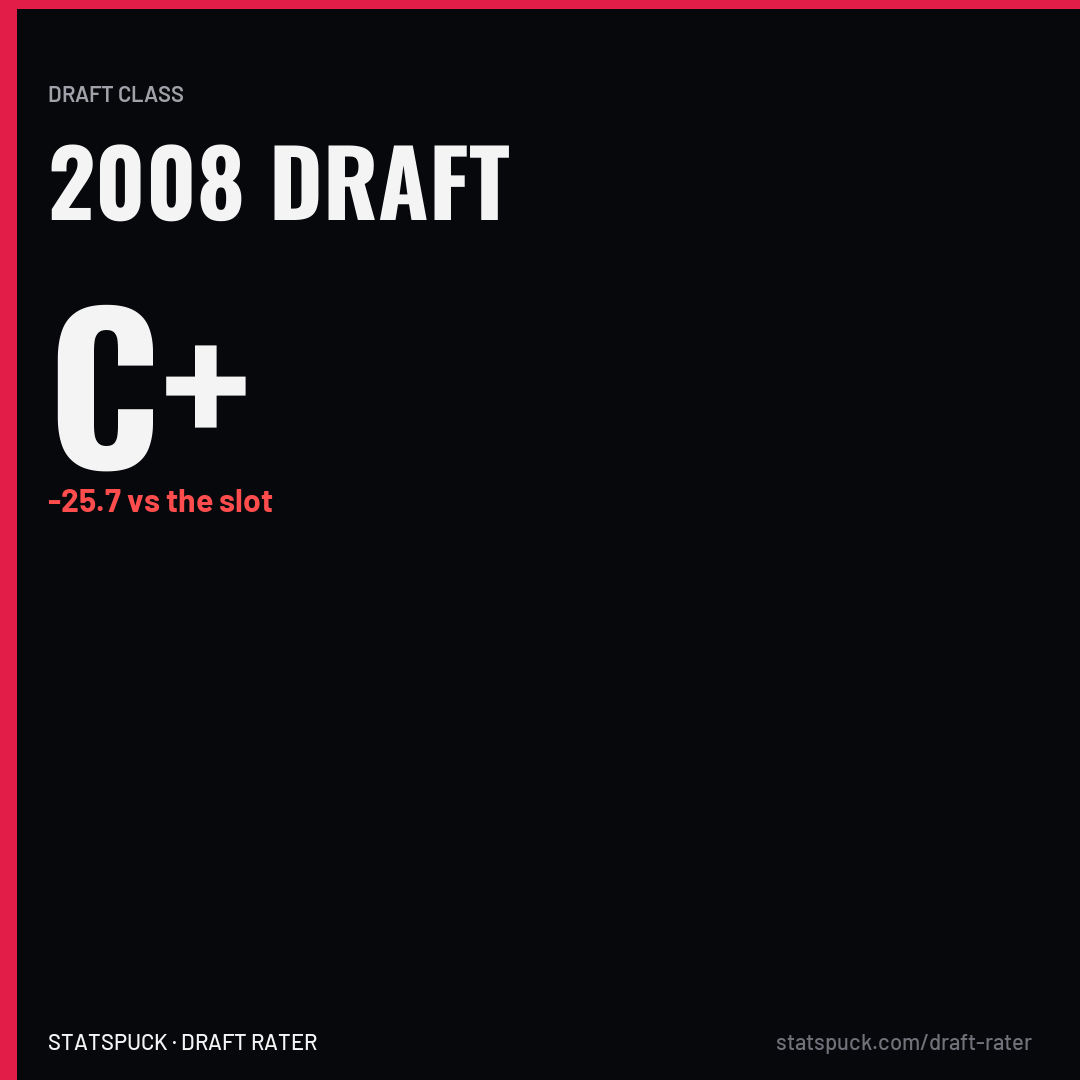 DRAFT CLASS
2008 DRAFT
C+
-25.7 vs the slot
STATSPUCK · DRAFT RATER
statspuck.com/draft-rater